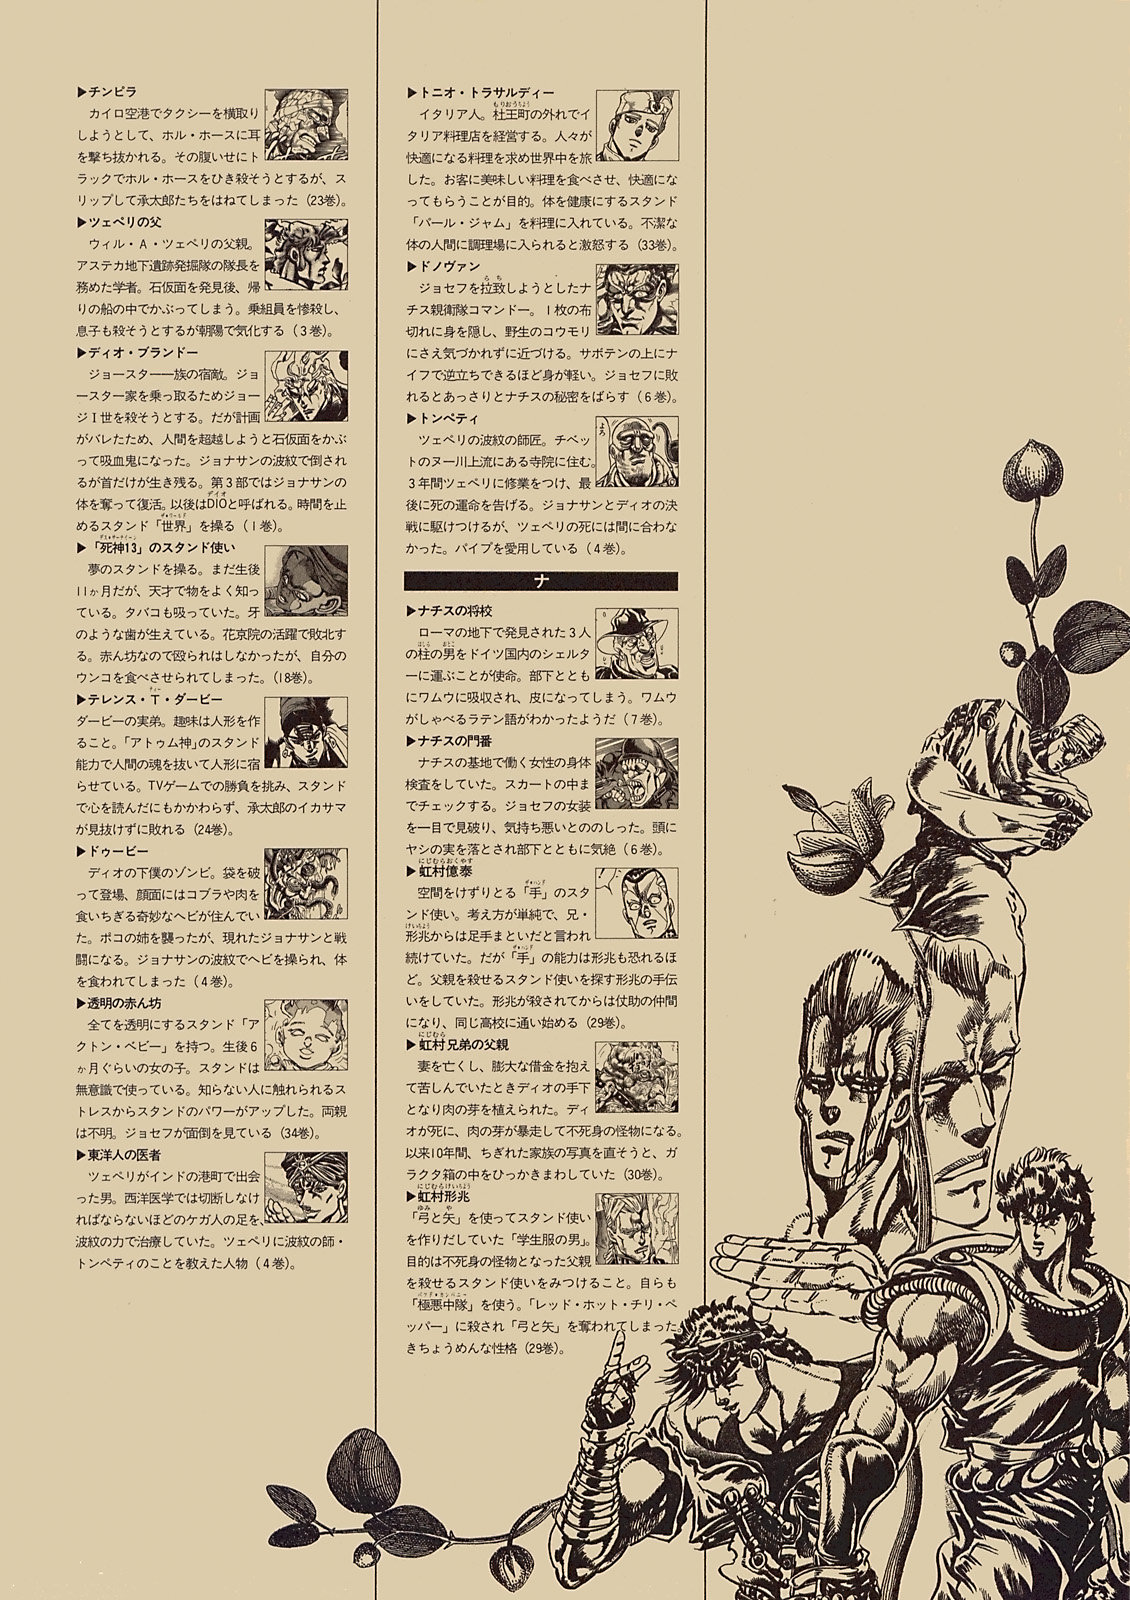 ▶チンピラ
カイロ空港でタクシーを横取り
しようとして、ホル・ホースに耳
を撃ち抜かれる。その腹いせにト
ラックでホル・ホースをひき殺そうとするが、ス
リップして承太郎たちをはねてしまった（23巻）。
▶ツェペリの父
ウィル・A・ツェペリの父親。
アステカ地下遺跡発掘隊の隊長を
務めた学者。石仮面を発見後、帰
りの船の中でかぶってしまう。乗組員を惨殺し、
息子も殺そうとするが朝陽で気化する（3巻）。
▶ディオ・ブランドー
ジョースター一族の宿敵。ジョ
ースター家を乗っ取るためジョー
ジI世を殺そうとする。だが計画
がバレたため、人間を超越しようと石仮面をかぶ
って吸血鬼になった。ジョナサンの波紋で倒され
るが首だけが生き残る。第3部ではジョナサンの
体を奪って復活。以後はDIOと呼ばれる。時間を止
めるスタンド「世界」を操る（1巻）。
▶「死神13」のスタンド使い
夢のスタンドを操る。まだ生後
11ヵ月だが、天才で物をよく知っ
ている。タバコも吸っていた。牙
のような歯が生えている。花京院の活躍で敗北す
る。赤ん坊なので殴られはしなかったが、自分の
ウンコを食べさせられてしまった。（18巻）
▶テレンス・T・ダービー
ダービーの実弟。趣味は人形を作
ること。「アトゥム神」のスタンド
能力で人間の魂を抜いて人形に宿
らせている。TVゲームでの勝負を挑み、スタンド
で心を読んだにもかかわらず、承太郎のイカサマ
が見抜けずに敗れる（24巻）。
▶ドゥービー
ディオの下僕のゾンビ。袋を破
って登場、顔面にはコブラや肉を
食いちぎる奇妙なヘビが住んでい
た。ポコの姉を襲ったが、現れたジョナサンと戦
闘になる。ジョナサンの波紋でヘビを操られ、体
を食われてしまった（4巻）。
▶透明の赤ん坊
全てを透明にするスタンド「ア
クトン・ベビー」を持つ。生後6
ヵ月ぐらいの女の子。スタンドは
無意識で使っている。知らない人に触れられるス
トレスからスタンドのパワーがアップした。両親
は不明。ジョセフが面倒を見ている（34巻）。
▶東洋人の医者
ツェペリがインドの港町で出会
った男。西洋医学では切断しなけ
ればならないほどのケガ人の足を、
波紋の力で治療していた。ツェペリに波紋の師・
トンペティのことを教えた人物（4巻）。
▶トニオ・トラサルディー
イタリア人。杜王町の外れでイ
タリア料理店を経営する。人々が
快適になる料理を求め世界中を旅
した。お客に美味しい料理を食べさせ、快適にな
ってもらうことが目的。体を健康にするスタンド
「パール・ジャム」を料理に入れている。不潔な
体の人間に調理場に入られると激怒する（33巻）。
▶ドノヴァン
ジョセフを拉致しようとしたナ
チス親衛隊コマンドー。1枚の布
切れに身を隠し、野生のコウモリ
にさえ気づかれずに近づける。サボテンの上にナ
イフで逆立ちできるほど身が軽い。ジョセフに敗
れるとあっさりとナチスの秘密をばらす（6巻）。
▶トンペティ
ツェペリの波紋の師匠。チベッ
トのヌー川上流にある寺院に住む。
3年間ツェペリに修業をつけ、最
後に死の運命を告げる。ジョナサンとディオの決
戦に駆けつけるが、ツェペリの死には間に合わな
かった。パイプを愛用している（4巻）。
ナ
▶ナチスの将校
ローマの地下で発見された3人
の柱の男をドイツ国内のシェルタ
ーに運ぶことが使命。部下ととも
にワムウに吸収され、皮になってしまう。ワムウ
がしゃべるラテン語がわかったようだ（7巻）。
▶ナチスの門番
ナチスの基地で働く女性の身体
検査をしていた。スカートの中ま
でチェックする。ジョセフの女装
を一目で見破り、気持ち悪いとののしった。頭に
ヤシの実を落とされ部下とともに気絶（6巻）。
▶虹村億泰
空間をけずりとる「手」のスタ
ンド使い。考え方が単純で、兄・
形兆からは足手まといだと言われ
続けていた。だが「手」の能力は形兆も恐れるほ
ど。父親を殺せるスタンド使いを探す形兆の手伝
いをしていた。形兆が殺されてからは仗助の仲間
になり、同じ高校に通い始める（29巻）。
▶虹村兄弟の父親
妻を亡くし、膨大な借金を抱え
て苦しんでいたときディオの手下
となり肉の芽を植えられた。ディ
オが死に、肉の芽が暴走して不死身の怪物になる。
以来10年間、ちぎれた家族の写真を直そうと、ガ
ラクタ箱の中をひっかきまわしていた（30巻）。
▶虹村形兆
「弓と矢」を使ってスタンド使い
を作りだしていた「学生服の男」。
目的は不死身の怪物となった父親
を殺せるスタンド使いをみつけること。自らも
「極悪中隊」を使う。「レッド・ホット・チリ・ペ
ッパー」に殺され「弓と矢」を奪われてしまった。
きちょうめんな性格（29巻）。